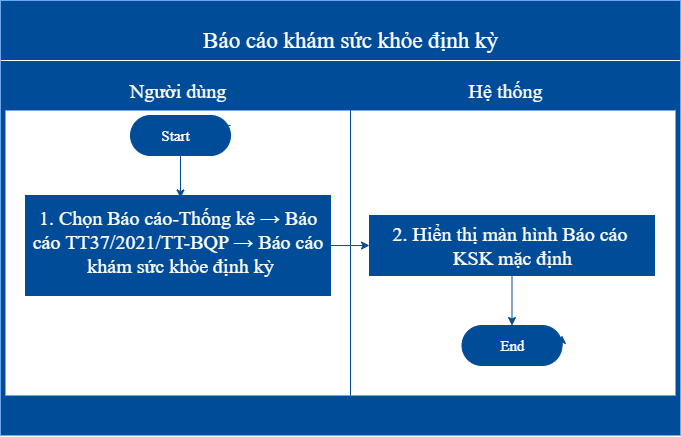 Báo cáo khám sức khỏe định kỳ
Người dùng
Hệ thống
Start
1. Chọn Báo cáo-Thống kê → Báo
cáo TT37/2021/TT-BQP → Báo cáo
khám sức khỏe định kỳ
2. Hiển thị màn hình Báo cáo
KSK mặc định
End